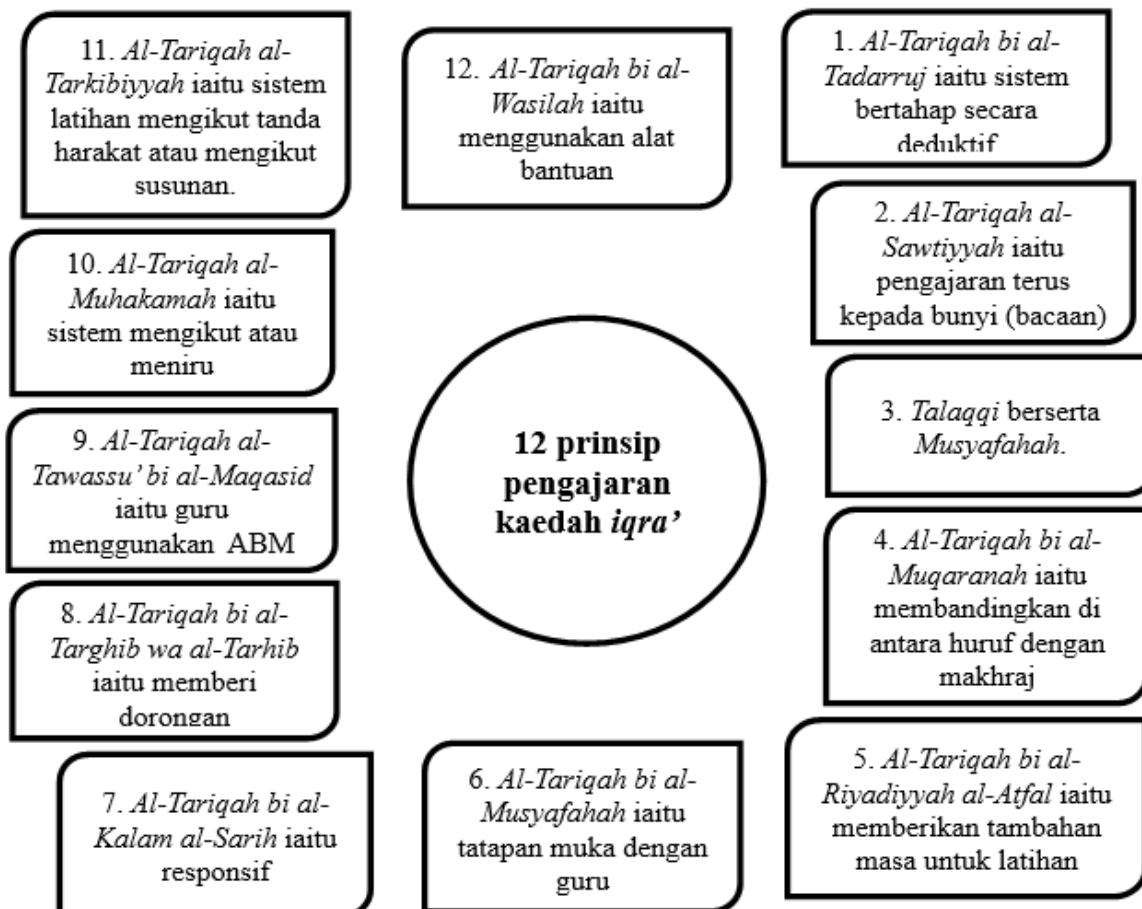 12 prinsip
pengajaran
kaedah iqra’
1. Al-Tariqah bi al-
Tadarruj iaitu sistem
bertahap secara
deduktif
2. Al-Tariqah al-
Sawtiyyah iaitu
pengajaran terus
kepada bunyi (bacaan)
3. Talaqqi berserta
Musyafahah.
4. Al-Tariqah bi al-
Muqaranah iaitu
membandingkan di
antara huruf dengan
makhraj
5. Al-Tariqah bi al-
Riyadiyyah al-Atfal iaitu
memberikan tambahan
masa untuk latihan
6. Al-Tariqah bi al-
Musyafahah iaitu
tatapan muka dengan
guru
7. Al-Tariqah bi al-
Kalam al-Sarih iaitu
responsif
8. Al-Tariqah bi al-
Targhib wa al-Tarhib
iaitu memberi
dorongan
9. Al-Tariqah al-
Tawassu’ bi al-Maqasid
iaitu guru
menggunakan ABM
10. Al-Tariqah al-
Muhakamah iaitu
sistem mengikut atau
meniru
11. Al-Tariqah al-
Tarkibiyyah iaitu sistem
latihan mengikut tanda
harakat atau mengikut
susunan.
12. Al-Tariqah bi al-
Wasilah iaitu
menggunakan alat
bantuan